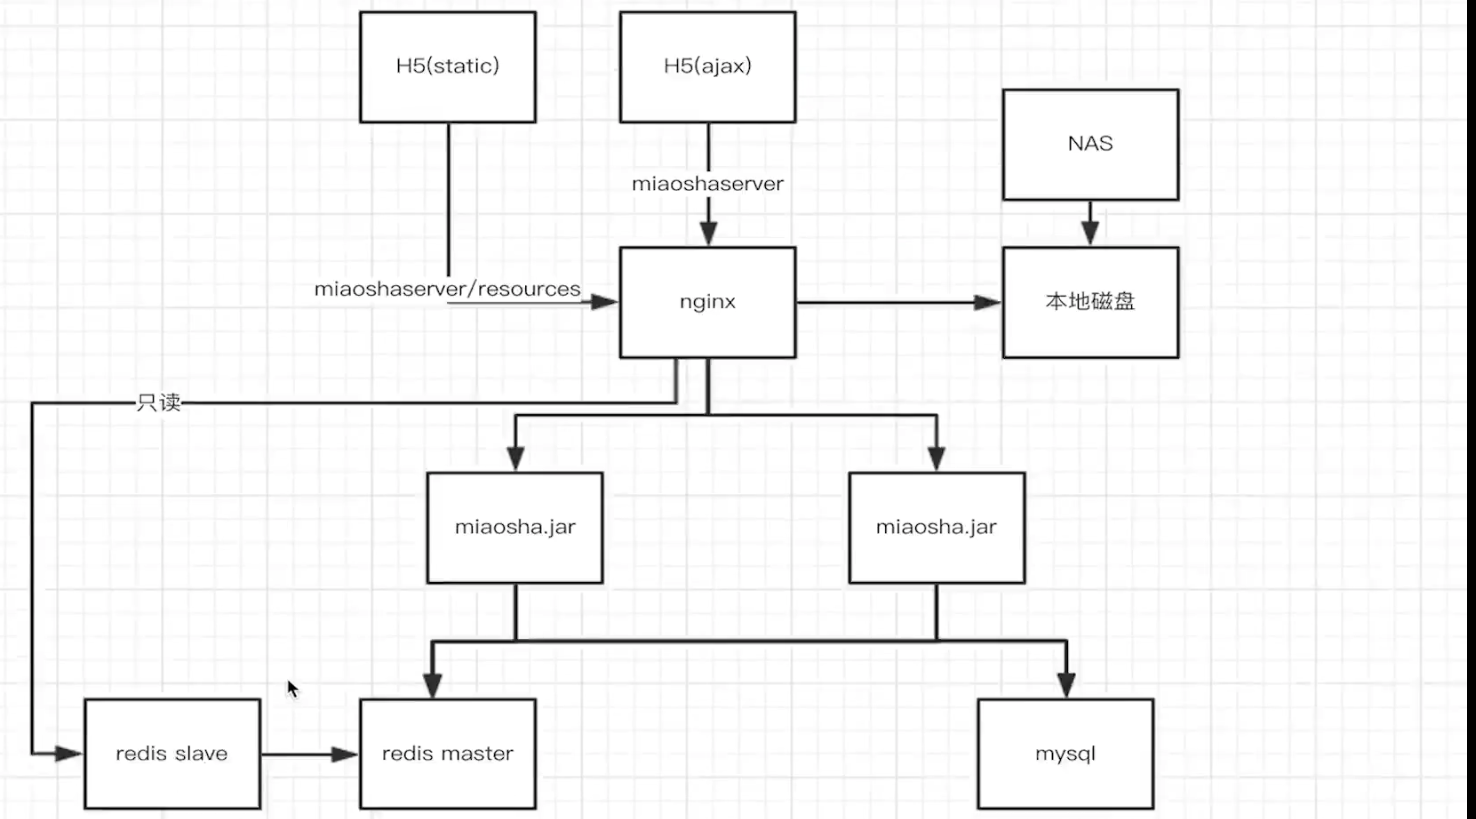 H5(static)
H5(ajax)
NAS
miaoshaserver
miaoshaserver/resources
nginx
本地磁盘
只读
miaosha.jar
miaosha.jar
redis slave
redis master
mysql